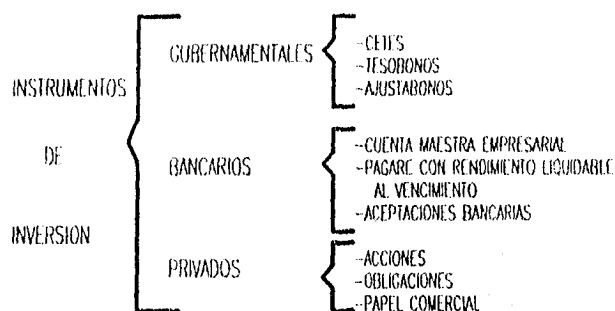 INSTRUMENTOS
DE
INVERSION
GUBERNAMENTALES
-CETES
-TESOBONOS
-AJUSTABONOS
BANCARIOS
-CUENTA MAESTRA EMPRESARIAL
-PAGARE CON RENDIMIENTO LIQUIDABLE
AL VENCIMIENTO
-ACEPTACIONES BANCARIAS
PRIVADOS
-ACCIONES
-OBLIGACIONES
-PAPEL COMERCIAL